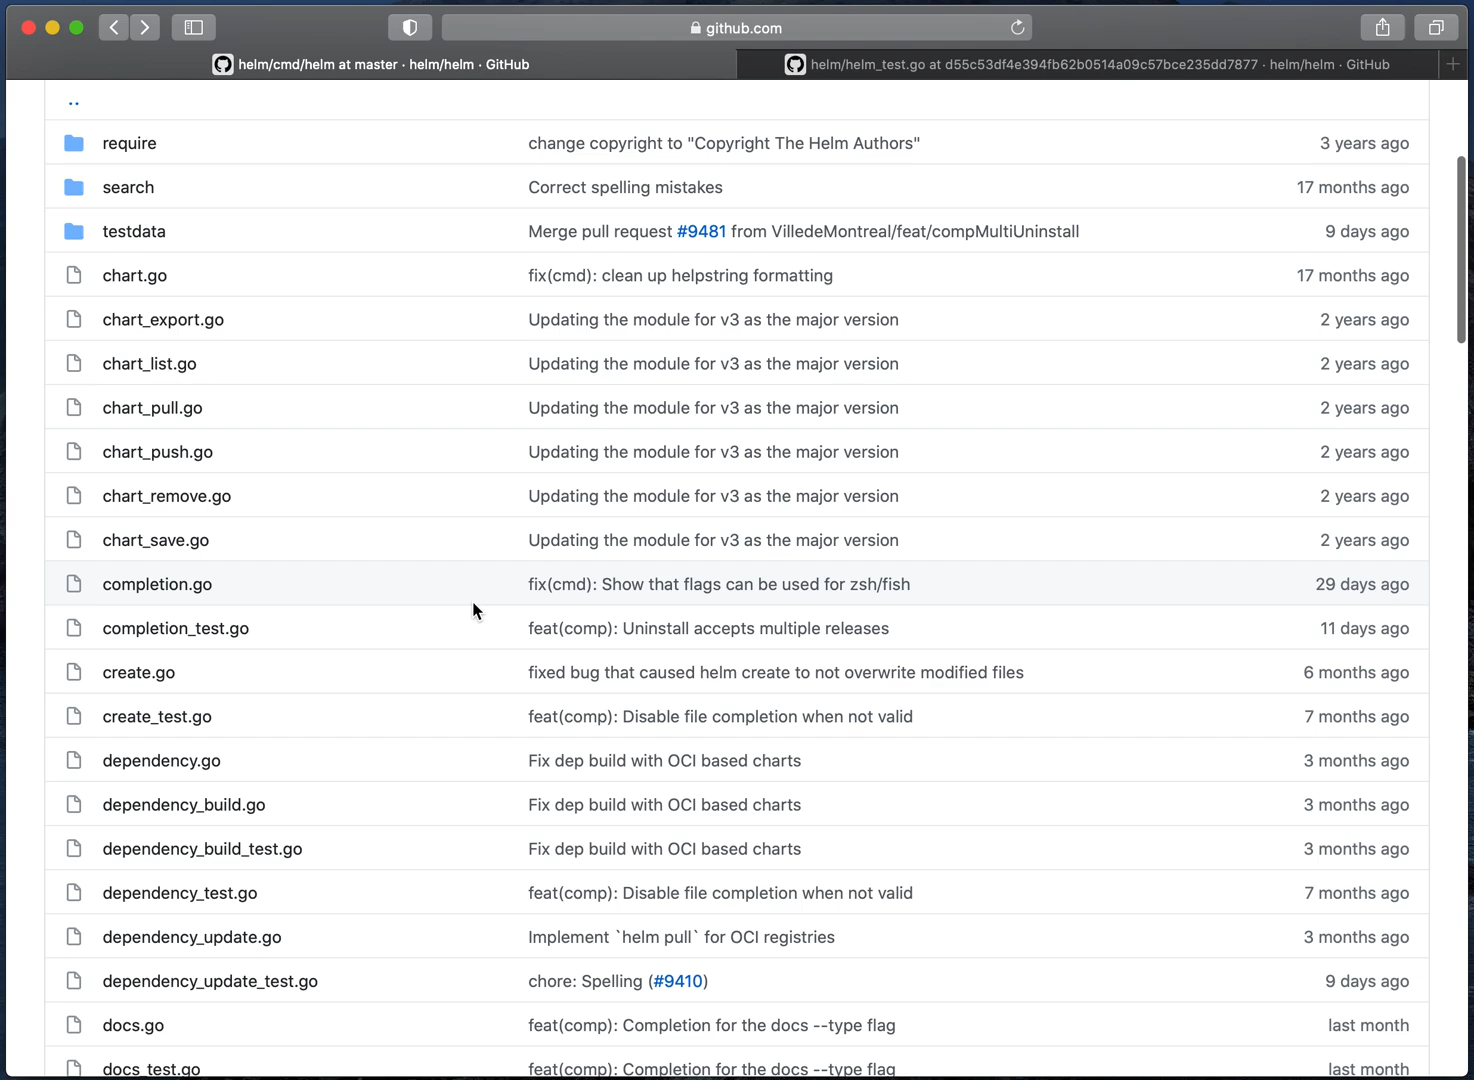 github.com
helm/cmd/helm at master · helm/helm · GitHub
helm/helm_test.go at d55c53df4e394fb62b0514a09c57bce235dd7877 · helm/helm · GitHub
..
require change copyright to "Copyright The Helm Authors" 3 years ago
search Correct spelling mistakes 17 months ago
testdata Merge pull request #9481 from VilledeMontreal/feat/compMultiUninstall 9 days ago
chart.go fix(cmd): clean up helpstring formatting 17 months ago
chart_export.go Updating the module for v3 as the major version 2 years ago
chart_list.go Updating the module for v3 as the major version 2 years ago
chart_pull.go Updating the module for v3 as the major version 2 years ago
chart_push.go Updating the module for v3 as the major version 2 years ago
chart_remove.go Updating the module for v3 as the major version 2 years ago
chart_save.go Updating the module for v3 as the major version 2 years ago
completion.go fix(cmd): Show that flags can be used for zsh/fish 29 days ago
completion_test.go feat(comp): Uninstall accepts multiple releases 11 days ago
create.go fixed bug that caused helm create to not overwrite modified files 6 months ago
create_test.go feat(comp): Disable file completion when not valid 7 months ago
dependency.go Fix dep build with OCI based charts 3 months ago
dependency_build.go Fix dep build with OCI based charts 3 months ago
dependency_build_test.go Fix dep build with OCI based charts 3 months ago
dependency_test.go feat(comp): Disable file completion when not valid 7 months ago
dependency_update.go Implement `helm pull` for OCI registries 3 months ago
dependency_update_test.go chore: Spelling (#9410) 9 days ago
docs.go feat(comp): Completion for the docs --type flag last month
docs_test.go feat(comp): Completion for the docs --type flag last month